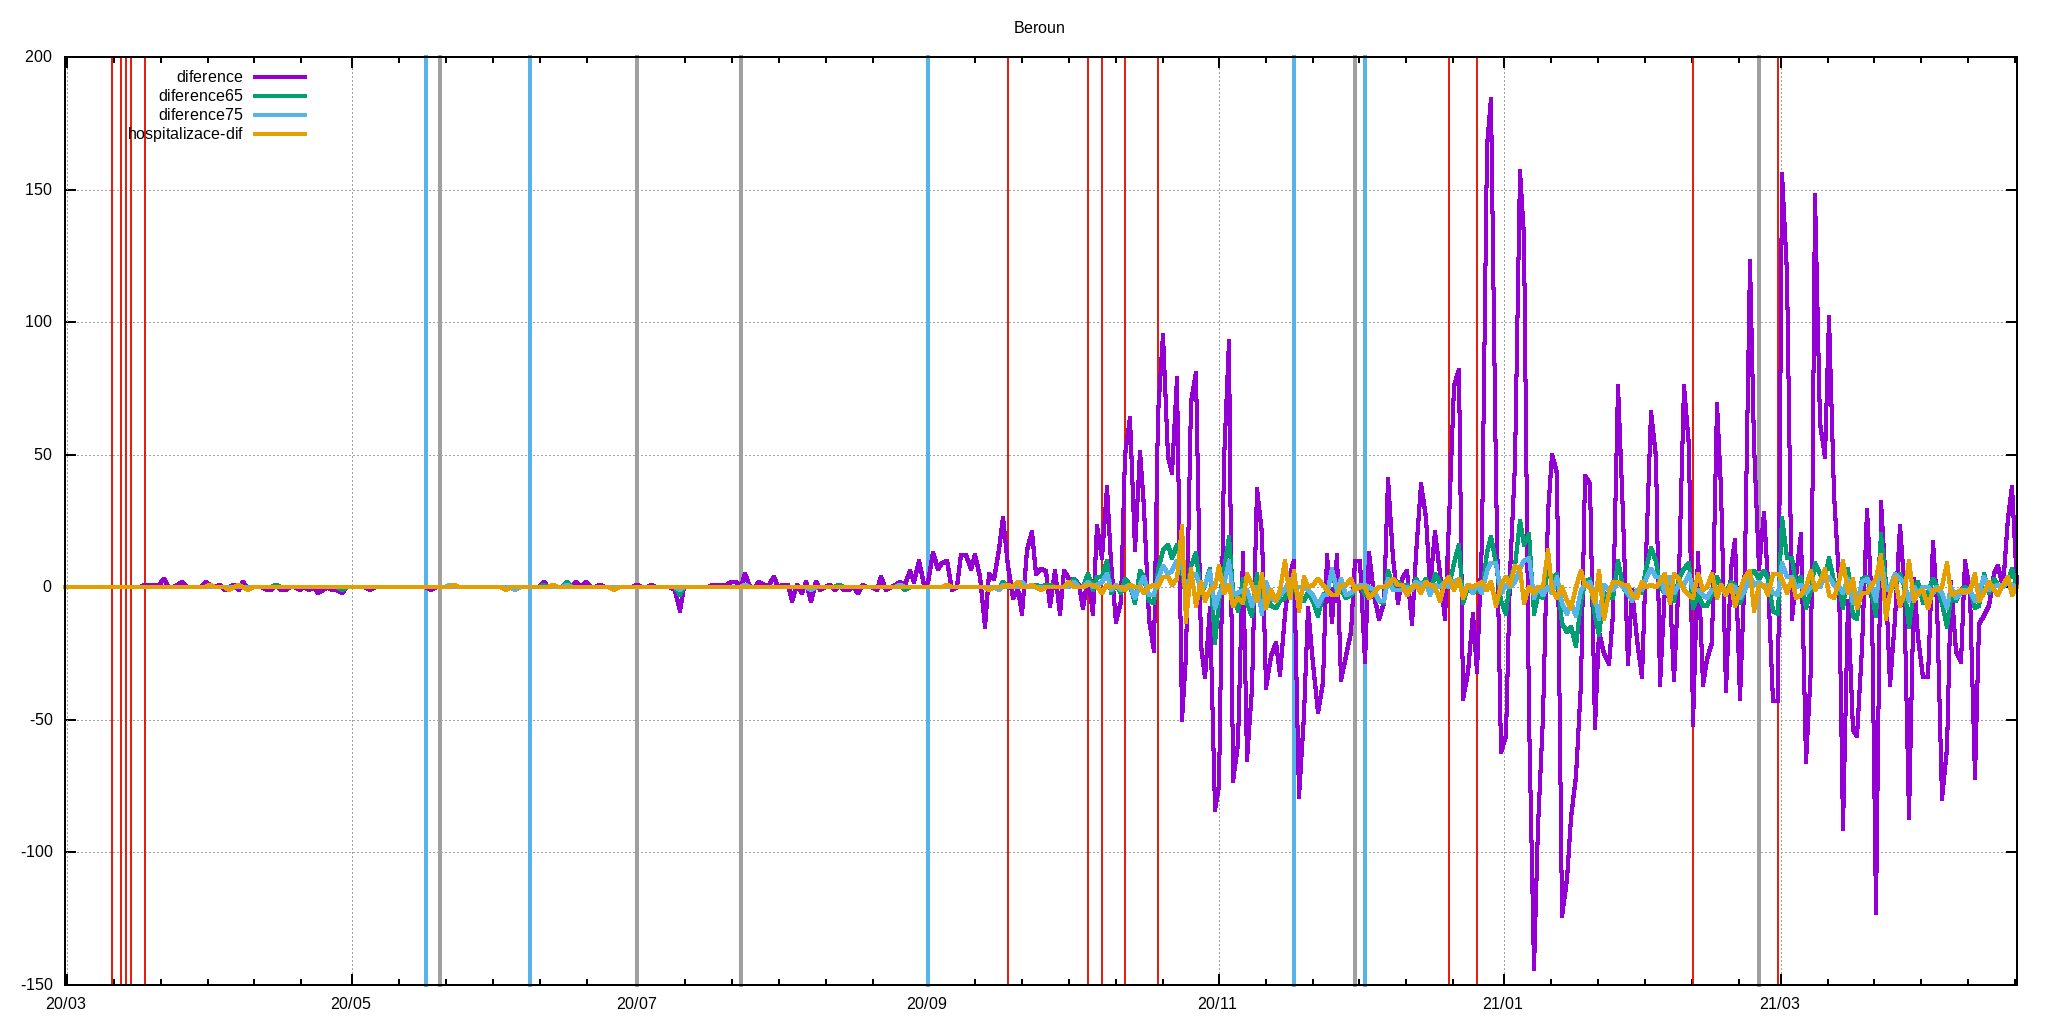 Beroun
200
150
100
50
0
-50
-100
-150
diference
diference65
diference75
hospitalizace-dif
20/03 20/05 20/07 20/09 20/11 21/01 21/03